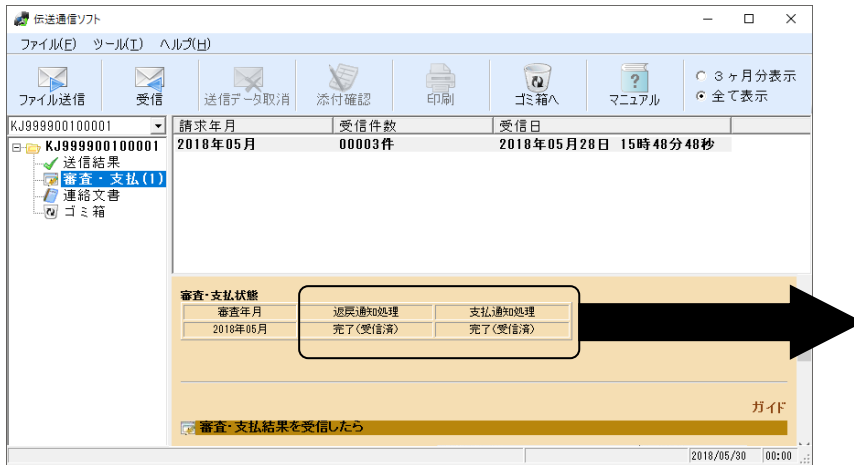 伝送通信ソフト
ファイル(F) ツール(T) ヘルプ(H)
ファイル送信 受信 送信データ取消 添付確認 印刷 ゴミ箱へ マニュアル
3ヶ月分表示
全て表示
KJ999900100001
KJ999900100001
送信結果
審査・支払(1)
連絡文書
ゴミ箱
請求年月 受信件数 受信日
2018年05月 00003件 2018年05月28日 15時48分48秒
審査・支払状態
審査年月 返戻通知処理 支払通知処理
2018年05月 完了(受信済) 完了(受信済)
ガイド
審査・支払結果を受信したら
2018/05/30 00:00